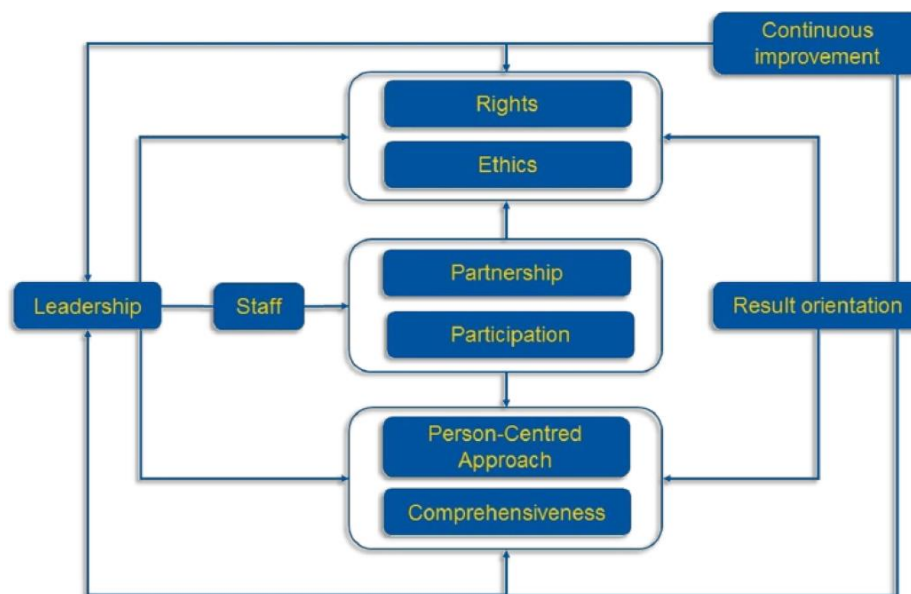 Continuous
improvement
Rights
Ethics
Partnership
Leadership
Staff
Result orientation
Participation
Person-Centred
Approach
Comprehensiveness